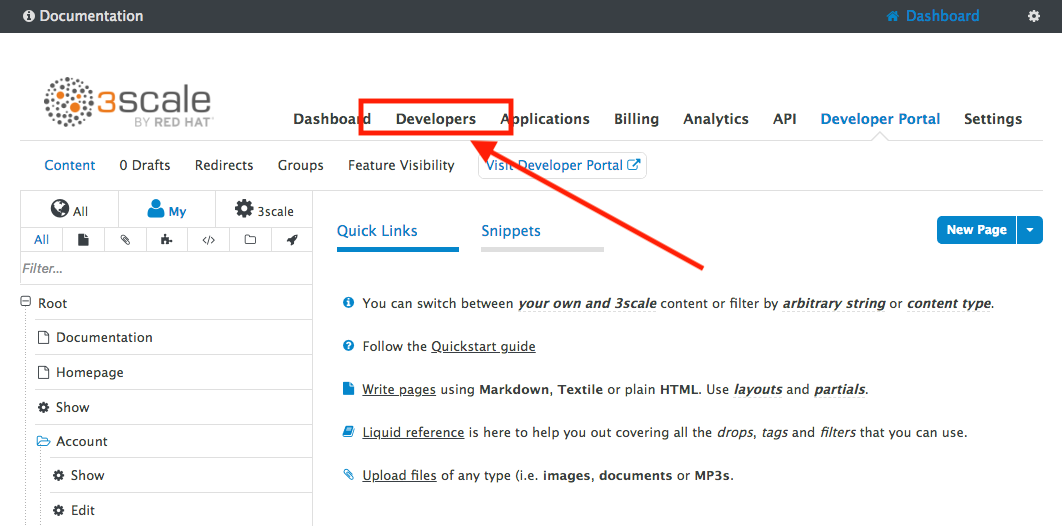 Documentation
Dashboard
3scale
BY RED HAT
Dashboard Developers Applications Billing Analytics API Developer Portal Settings
Content 0 Drafts Redirects Groups Feature Visibility Visit Developer Portal
All My 3scale
All </>
Filter...
Quick Links Snippets
New Page
Root
Documentation
Homepage
Show
Account
Show
Edit
You can switch between your own and 3scale content or filter by arbitrary string or content type.
Follow the Quickstart guide
Write pages using Markdown, Textile or plain HTML. Use layouts and partials.
Liquid reference is here to help you out covering all the drops, tags and filters that you can use.
Upload files of any type (i.e. images, documents or MP3s.